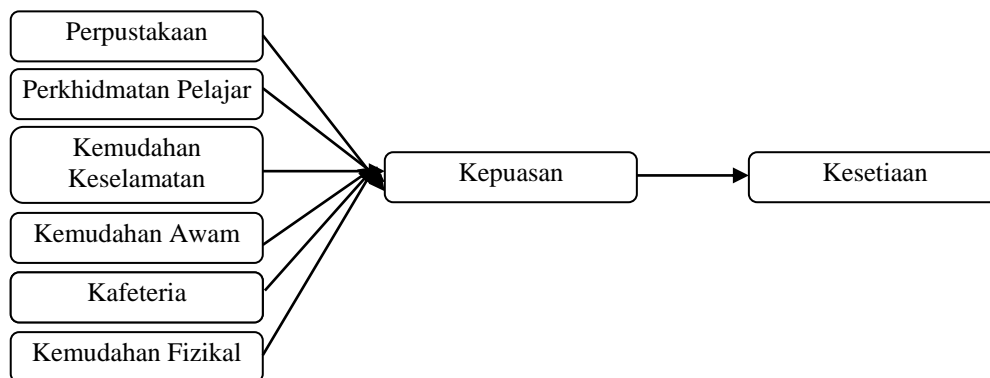 Perpustakaan
Perkhidmatan Pelajar
Kemudahan
Keselamatan
Kemudahan Awam
Kafeteria
Kemudahan Fizikal
Kepuasan
Kesetiaan